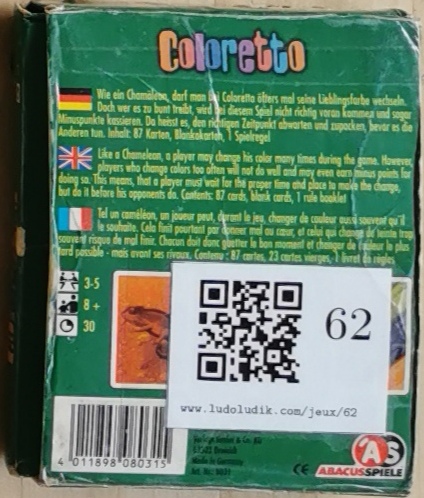 Coloretto
Wie ein Chamäleon, darf man bei Coloretto öfters mal seine Lieblingsfarbe wechseln.
Doch wer es zu bunt treibt, wird bei diesem Spiel nicht richtig voran kommen und sogar
Minuspunkte kassieren. Da heisst es, den richtigen Zeitpunkt abwarten und zupacken, bevor es die
Anderen tun. Inhalt: 87 Karten, Blankokarten, 1 Spielregel
Like a Chameleon, a player may change his color many times during the game. However,
players who change colors too often will not do well and may even earn minus points for
doing so. This means, that a player must wait for the proper time and place to make the change,
but do it before his opponents do. Contents: 87 cards, blank cards, 1 rule booklet
Tel un caméléon, un joueur peut, durant le jeu, changer de couleur aussi souvent qu'il
le souhaite. Cela finit pourtant par donner mal au cœur, et celui qui change de teinte trop
souvent risque de mal finir. Chacun doit donc guetter le bon moment et changer de couleur le plus
tard possible - mais avant ses rivaux. Contenu: 87 cartes, 23 cartes vierges, 1 livret de règles
3-5
8+
30
62
www.ludoludik.com/jeux/62
4 011898 080315
Made in Germany
CE
AS
ABACUSSPIELE